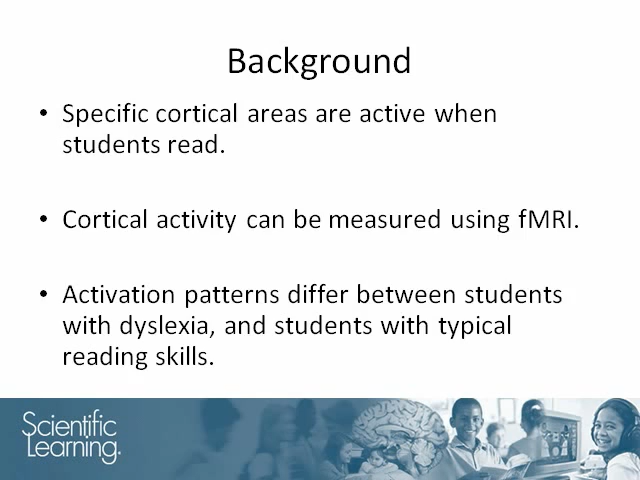 Background
• Specific cortical areas are active when
students read.
• Cortical activity can be measured using fMRI.
• Activation patterns differ between students
with dyslexia, and students with typical
reading skills.
Scientific
Learning